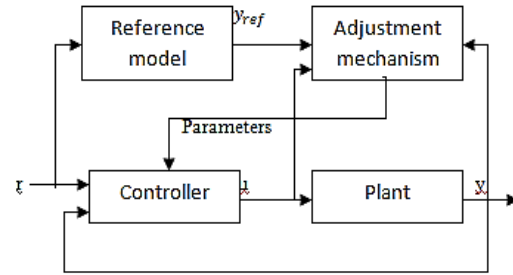 Reference
model
y_ref
Adjustment
mechanism
Parameters
r
Controller
Plant
y